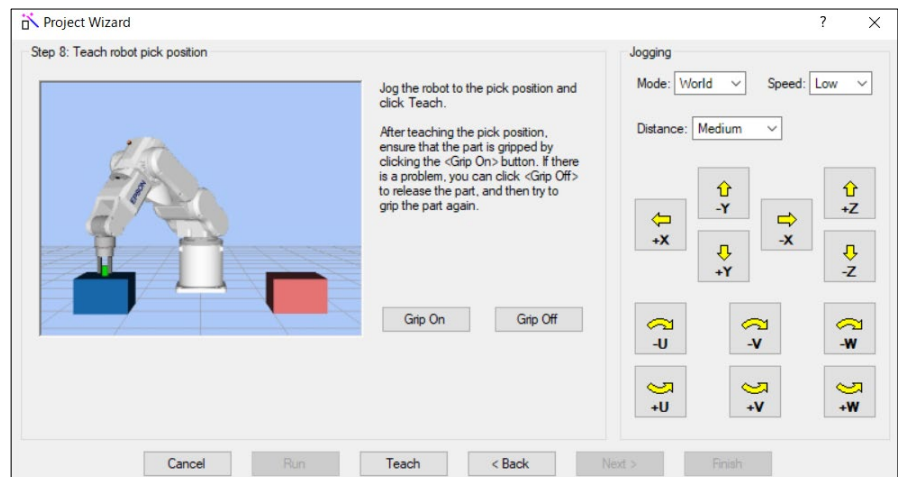 Project Wizard
?
Step 8: Teach robot pick position
EPSON
Jog the robot to the pick position and
click Teach.
After teaching the pick position,
ensure that the part is gripped by
clicking the <Grip On> button. If there
is a problem, you can click <Grip Off>
to release the part, and then try to
grip the part again.
Grip On
Grip Off
Jogging
Mode: World
Speed: Low
Distance: Medium
-Y
+Z
+X
-X
+Y
-Z
-U
-V
-W
+U
+V
+W
Cancel
Run
Teach
< Back
Next >
Finish